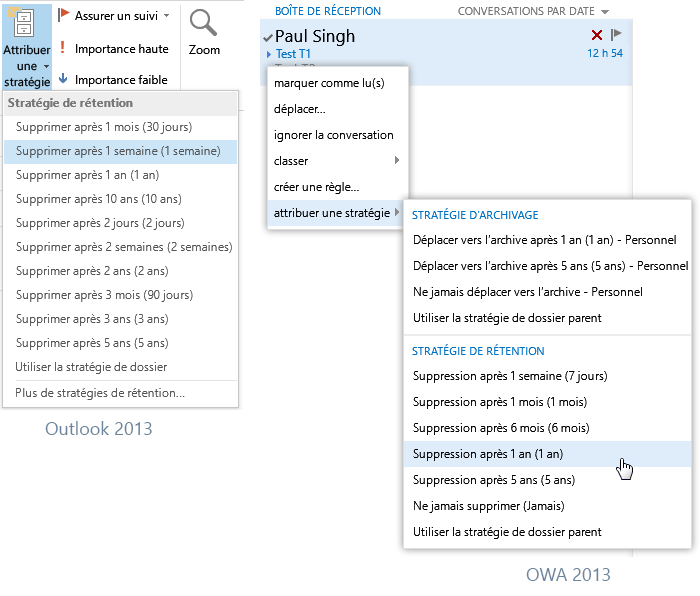 Attribuer
une
stratégie
Assurer un suivi
Importance haute
Importance faible
Zoom
Stratégie de rétention
Supprimer après 1 mois (30 jours)
Supprimer après 1 semaine (1 semaine)
Supprimer après 1 an (1 an)
Supprimer après 10 ans (10 ans)
Supprimer après 2 jours (2 jours)
Supprimer après 2 semaines (2 semaines)
Supprimer après 2 ans (2 ans)
Supprimer après 3 mois (90 jours)
Supprimer après 3 ans (3 ans)
Supprimer après 5 ans (5 ans)
Utiliser la stratégie de dossier
Plus de stratégies de rétention...
Outlook 2013
BOÎTE DE RÉCEPTION
CONVERSATIONS PAR DATE
Paul Singh
Test T1
12 h 54
marquer comme lu(s)
déplacer...
ignorer la conversation
classer
créer une règle...
attribuer une stratégie
STRATÉGIE D'ARCHIVAGE
Déplacer vers l'archive après 1 an (1 an) - Personnel
Déplacer vers l'archive après 5 ans (5 ans) - Personnel
Ne jamais déplacer vers l'archive - Personnel
Utiliser la stratégie de dossier parent
STRATÉGIE DE RÉTENTION
Suppression après 1 semaine (7 jours)
Suppression après 1 mois (1 mois)
Suppression après 6 mois (6 mois)
Suppression après 1 an (1 an)
Suppression après 5 ans (5 ans)
Ne jamais supprimer (Jamais)
Utiliser la stratégie de dossier parent
OWA 2013